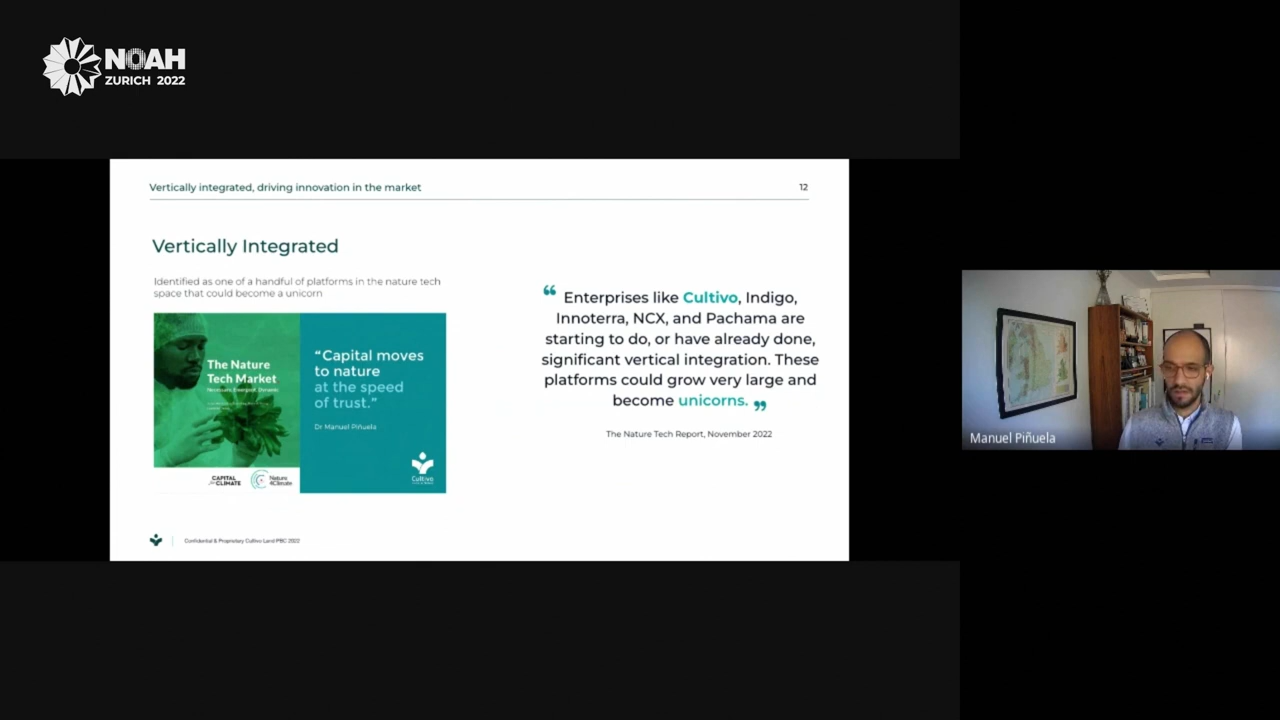 NOAH
ZURICH 2022
Vertically integrated, driving innovation in the market
12
Vertically Integrated
Identified as one of a handful of platforms in the nature tech
space that could become a unicorn
The Nature
Tech Market
Necessary, Emergent, Dynamic
CAPITAL
for CLIMATE
Nature
4Climate
“Capital moves
to nature
at the speed
of trust.”
Dr Manuel Piñuela
Cultivo
“ Enterprises like Cultivo, Indigo,
Innoterra, NCX, and Pachama are
starting to do, or have already done,
significant vertical integration. These
platforms could grow very large and
become unicorns. ”
The Nature Tech Report, November 2022
Confidential & Proprietary Cultivo Land PBC 2022
Manuel Piñuela